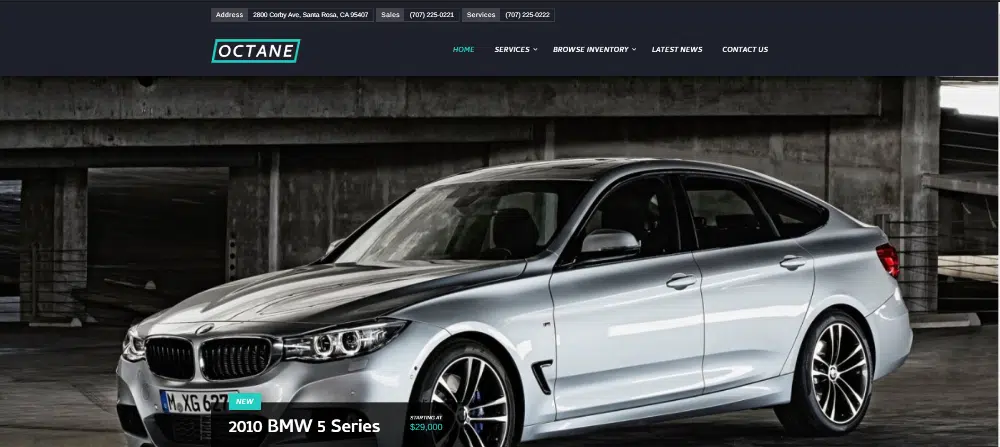 Address 2800 Corby Ave, Santa Rosa, CA 95407 Sales (707) 225-0221 Services (707) 225-0222
OCTANE
HOME SERVICES BROWSE INVENTORY LATEST NEWS CONTACT US
M XG 627
NEW
2010 BMW 5 Series
STARTING AT
$29,000